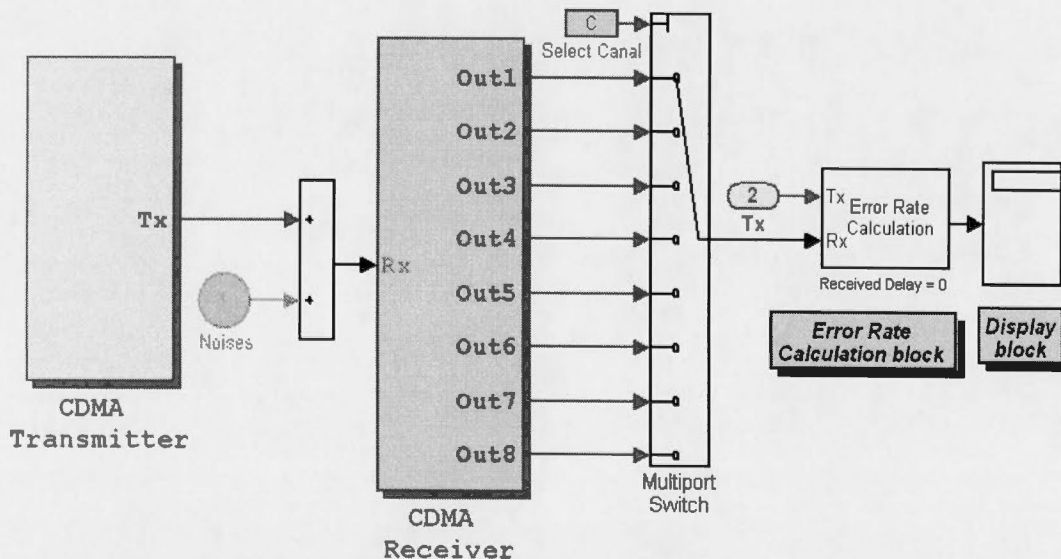 C
Select Canal
Out1
Out2
Out3
Out4
Out5
Out6
Out7
Out8
Tx
+
+
Noises
Rx
CDMA
Transmitter
CDMA
Receiver
Multiport
Switch
2
Tx
Tx
Rx
Error Rate
Calculation
Received Delay = 0
Error Rate
Calculation block
Display
block